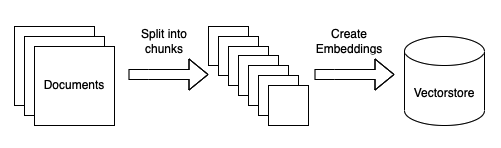 Documents
Split into
chunks
Create
Embeddings
Vectorstore